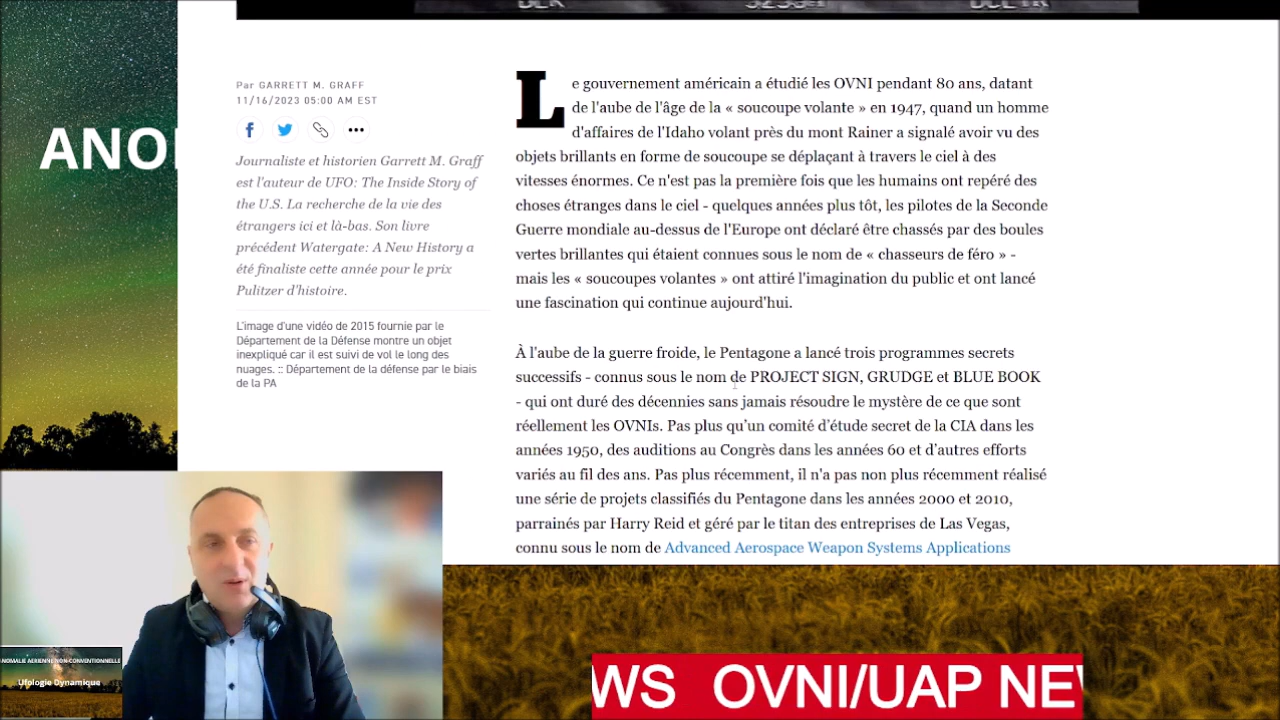 ANO
Par GARRETT M. GRAFF
11/16/2023 05:00 AM EST
Journaliste et historien Garrett M. Graff
est l'auteur de UFO: The Inside Story of
the U.S. La recherche de la vie des
étrangers ici et là-bas. Son livre
précédent Watergate: A New History a
été finaliste cette année pour le prix
Pulitzer d'histoire.
L'image d'une vidéo de 2015 fournie par le
Département de la Défense montre un objet
inexpliqué car il est suivi de vol le long des
nuages. :: Département de la défense par le biais
de la PA
Le gouvernement américain a étudié les OVNI pendant 80 ans, datant
de l'aube de l'âge de la « soucoupe volante » en 1947, quand un homme
d'affaires de l'Idaho volant près du mont Rainer a signalé avoir vu des
objets brillants en forme de soucoupe se déplaçant à travers le ciel à des
vitesses énormes. Ce n'est pas la première fois que les humains ont repéré des
choses étranges dans le ciel - quelques années plus tôt, les pilotes de la Seconde
Guerre mondiale au-dessus de l'Europe ont déclaré être chassés par des boules
vertes brillantes qui étaient connues sous le nom de « chasseurs de féro » -
mais les « soucoupes volantes » ont attiré l'imagination du public et ont lancé
une fascination qui continue aujourd'hui.
À l'aube de la guerre froide, le Pentagone a lancé trois programmes secrets
successifs - connus sous le nom de PROJECT SIGN, GRUDGE et BLUE BOOK
- qui ont duré des décennies sans jamais résoudre le mystère de ce que sont
réellement les OVNIs. Pas plus qu’un comité d’étude secret de la CIA dans les
années 1950, des auditions au Congrès dans les années 60 et d’autres efforts
variés au fil des ans. Pas plus récemment, il n'a pas non plus récemment réalisé
une série de projets classifiés du Pentagone dans les années 2000 et 2010,
parrainés par Harry Reid et géré par le titan des entreprises de Las Vegas,
connu sous le nom de Advanced Aerospace Weapon Systems Applications
ANOMALIE AERIENNE NON-CONVENTIONNELLE
Ufologie Dynamique
WS OVNI/UAP NEW